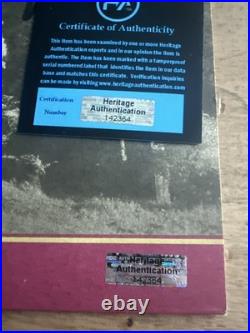 HA
Certificate of Authenticity
This item has been examined by one or more Heritage
Authentication experts and in our opinion the item is
authentic. The item has been marked with a tamperproof
serial numbered label that identifies the item in our data
base and matches this certificate. Verification inquiries
can be made by visiting www.heritageauthentication.com
Certification
Number
Heritage
Authentication
142364
Heritage
Authentication
142364